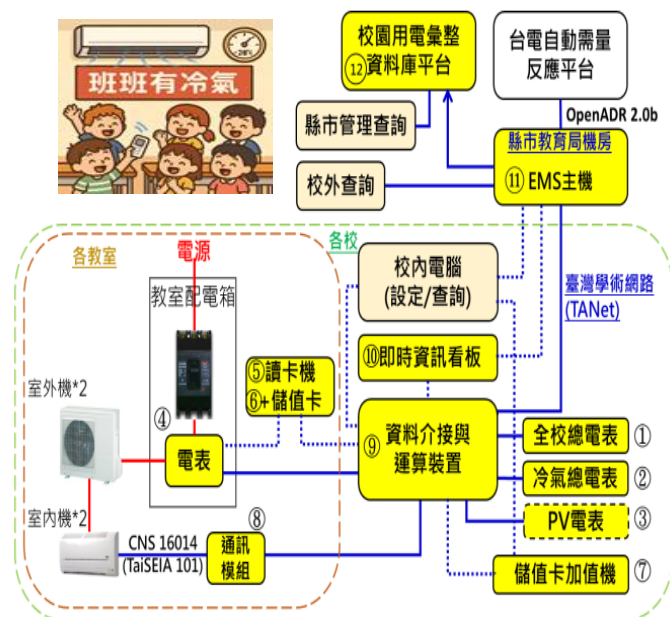 班班有冷氣
校園用電彙整
⑫資料庫平台
台電自動需量
反應平台
OpenADR 2.0b
縣市管理查詢
縣市教育局機房
⑪EMS主機
校外查詢
各校
各教室
電源
教室配電箱
校內電腦
(設定/查詢)
臺灣學術網路
(TANet)
⑩即時資訊看板
⑤讀卡機
⑥+儲值卡
室外機*2
④
電表
⑨
資料介接與
運算裝置
全校總電表 ①
冷氣總電表 ②
PV電表 ③
室內機*2
CNS 16014
(TaiSEIA 101)
⑧
通訊
模組
儲值卡加值機 ⑦